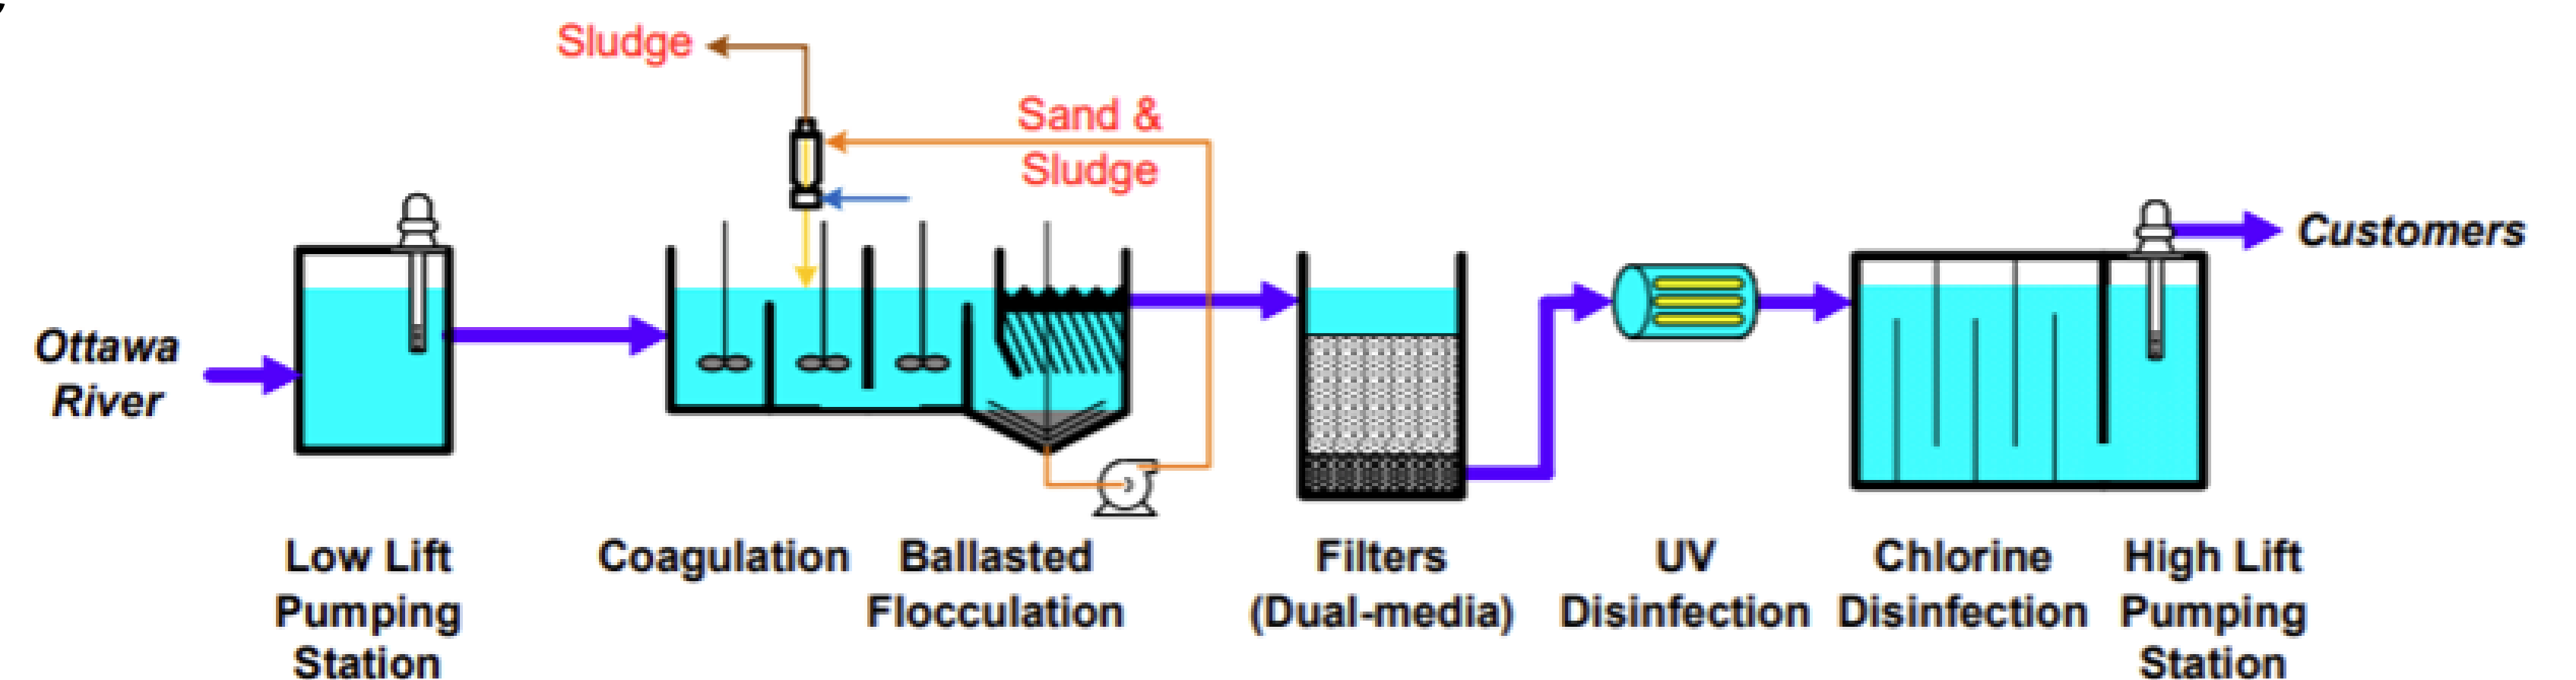 Sludge
Sand &
Sludge
Customers
Ottawa
River
Low Lift
Pumping
Station
Coagulation
Ballasted
Flocculation
Filters
(Dual-media)
UV
Disinfection
Chlorine
Disinfection
High Lift
Pumping
Station